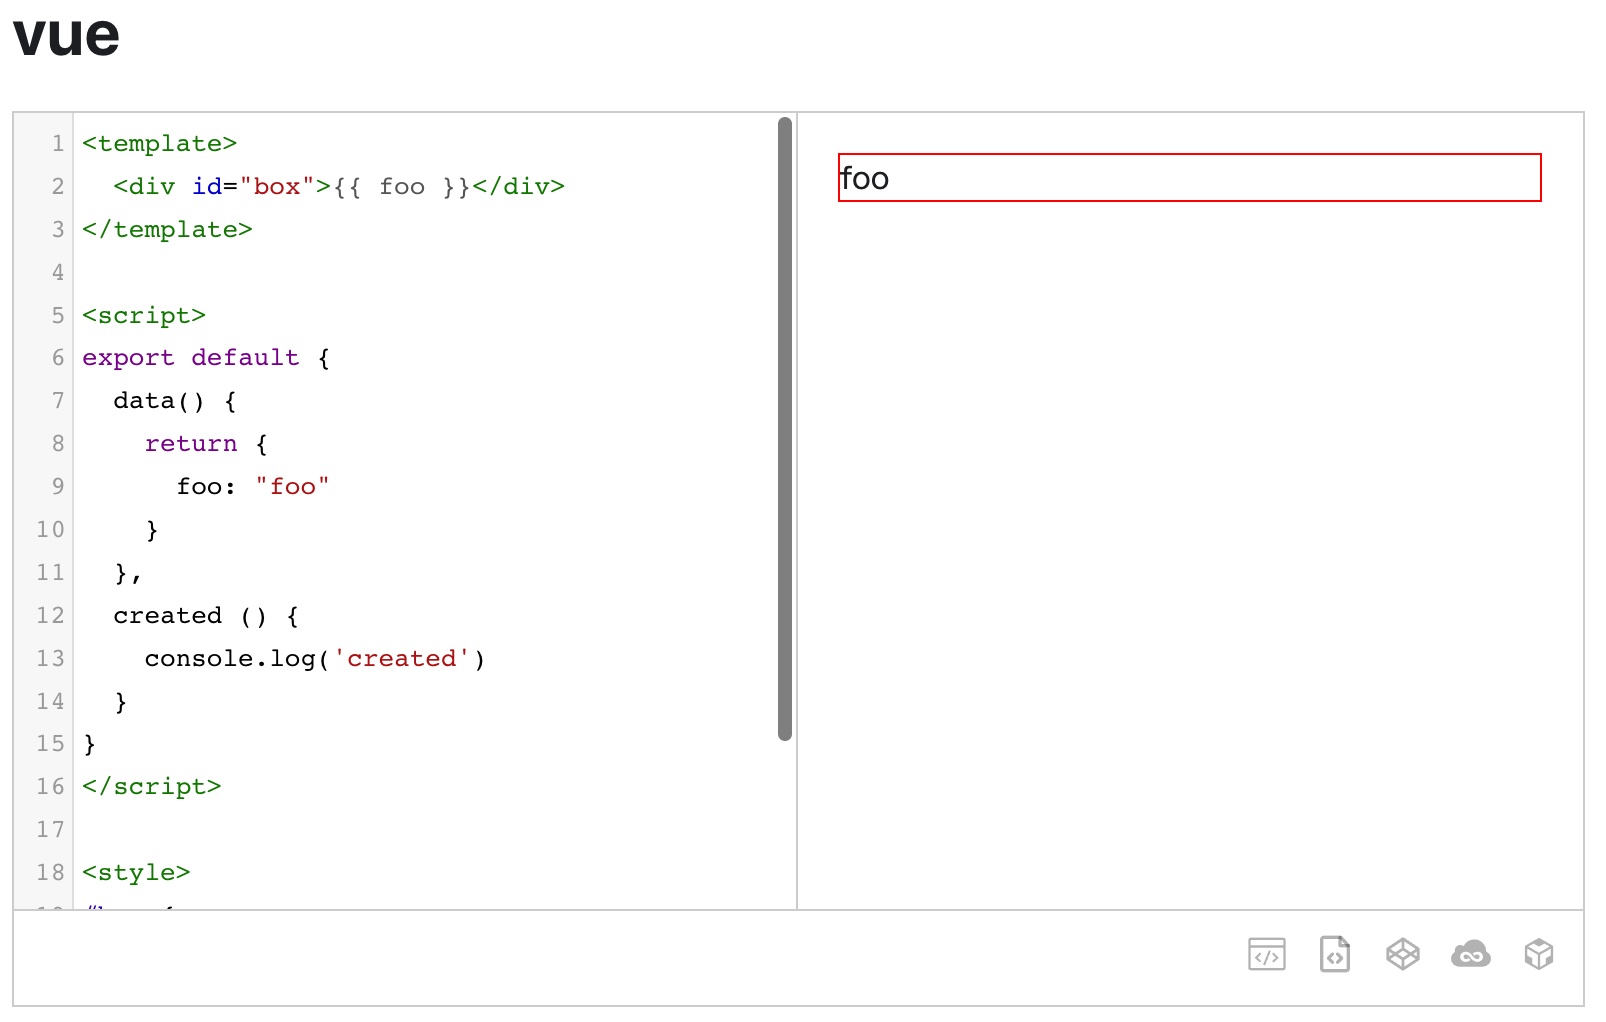 vue
1 <template>
2   <div id="box">{{ foo }}</div>
3 </template>
4
5 <script>
6 export default {
7   data() {
8     return {
9       foo: "foo"
10     }
11   },
12   created () {
13     console.log('created')
14   }
15 }
16 </script>
17
18 <style>
foo